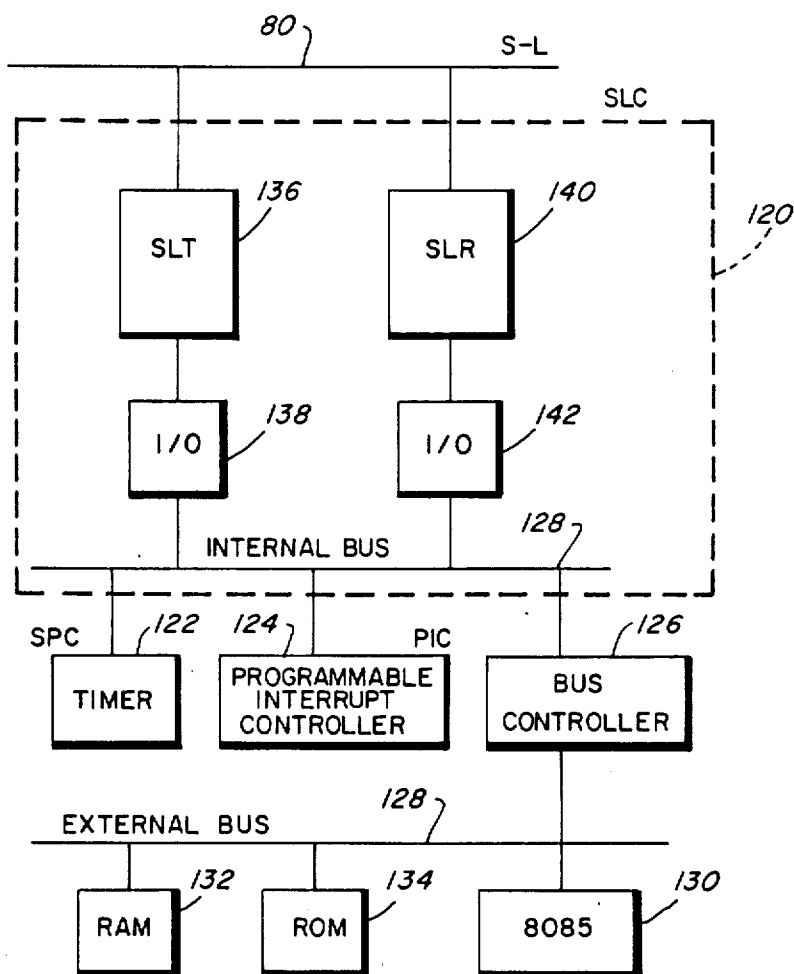 80
S-L
SLC
136
140
120
SLT
SLR
138
142
I/O
I/O
128
INTERNAL BUS
SPC
122
124
PIC
126
TIMER
PROGRAMMABLE
INTERRUPT
CONTROLLER
BUS
CONTROLLER
128
EXTERNAL BUS
132
134
130
RAM
ROM
8085